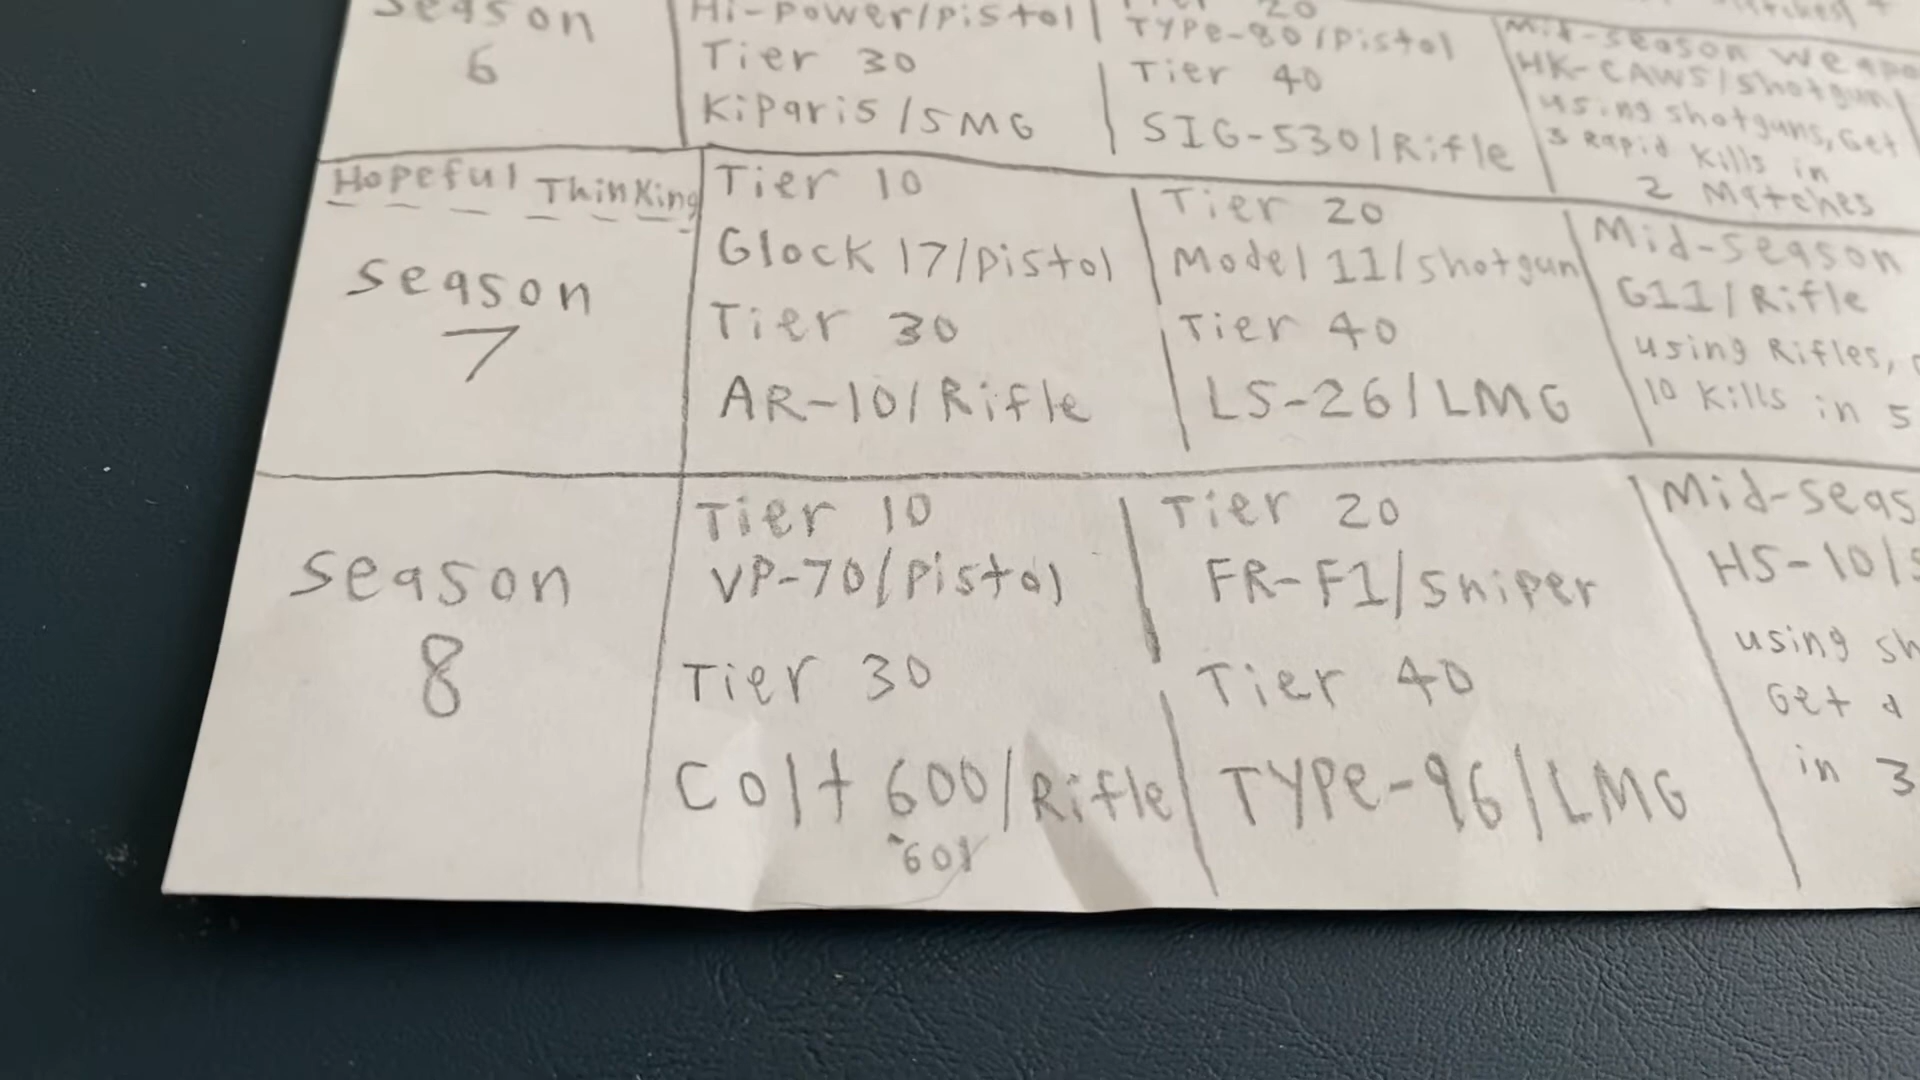 Season
6
Hi-Power/pistol
Tier 30
Kiparis/SMG
20
TYPe-80/Pistol
Tier 40
SIG-530/Rifle
Mid-season weapo
HK-CAWS/shotgun
using shotguns, Get
3 Rapid Kills in
2 Matches
Hopeful Thinking
Season
7
Tier 10
Glock 17/pistol
Tier 30
AR-10/Rifle
Tier 20
Model 11/shotgun
Tier 40
LS-26/LMG
Mid-season
G11/Rifle
using Rifles,
10 kills in 5
Season
8
Tier 10
VP-70/pistol
Tier 30
Colt 600/Rifle
601
Tier 20
FR-F1/sniper
Tier 40
TYPe-96/LMG
Mid-seas
HS-10/s
using sh
Get
in 3